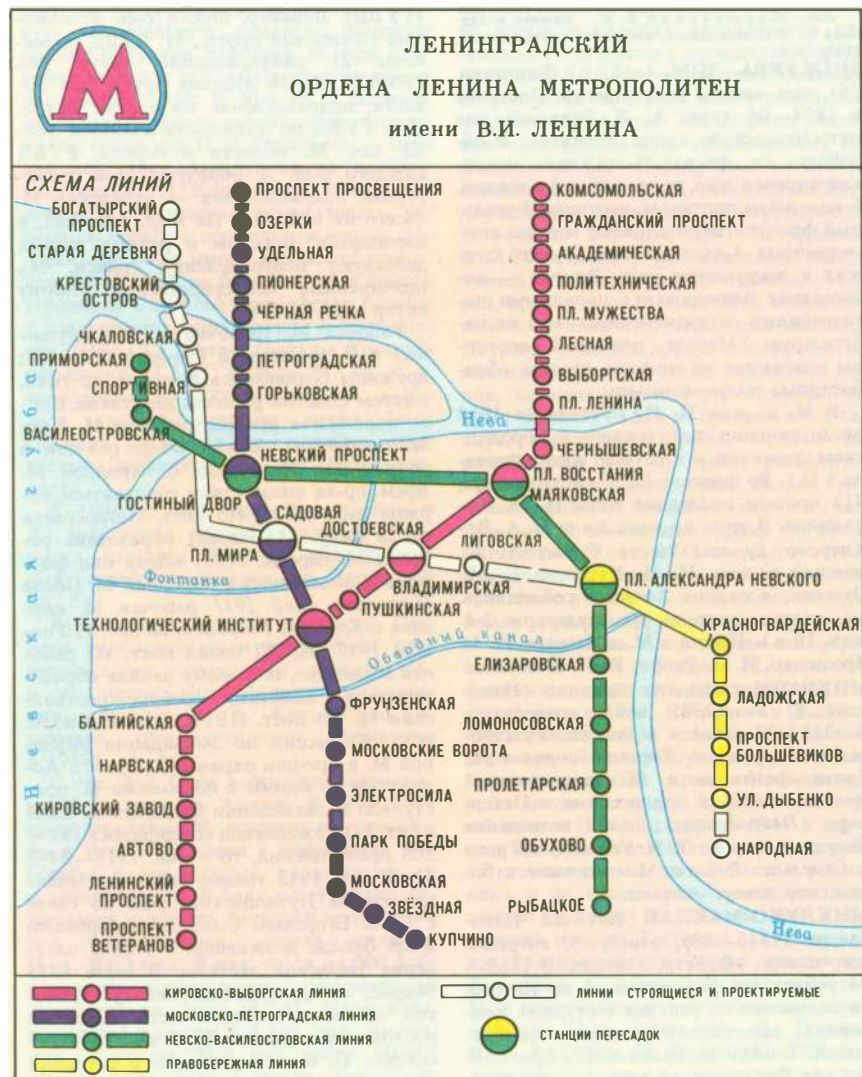 М
ЛЕНИНГРАДСКИЙ
ОРДЕНА ЛЕНИНА МЕТРОПОЛИТЕН
имени В.И. ЛЕНИНА
СХЕМА ЛИНИЙ
БОГАТЫРСКИЙ
ПРОСПЕКТ
СТАРАЯ ДЕРЕВНЯ
КРЕСТОВСКИЙ
ОСТРОВ
ЧКАЛОВСКАЯ
ПРИМОРСКАЯ
СПОРТИВНАЯ
ВАСИЛЕОСТРОВСКАЯ
ПРОСПЕКТ ПРОСВЕЩЕНИЯ
ОЗЕРКИ
УДЕЛЬНАЯ
ПИОНЕРСКАЯ
ЧЁРНАЯ РЕЧКА
ПЕТРОГРАДСКАЯ
ГОРЬКОВСКАЯ
НЕВСКИЙ ПРОСПЕКТ
ГОСТИНЫЙ ДВОР
САДОВАЯ
ПЛ. МИРА
КОМСОМОЛЬСКАЯ
ГРАЖДАНСКИЙ ПРОСПЕКТ
АКАДЕМИЧЕСКАЯ
ПОЛИТЕХНИЧЕСКАЯ
ПЛ. МУЖЕСТВА
ЛЕСНАЯ
ВЫБОРГСКАЯ
ПЛ. ЛЕНИНА
Нева
ЧЕРНЫШЕВСКАЯ
ПЛ. ВОССТАНИЯ
МАЯКОВСКАЯ
ДОСТОЕВСКАЯ
ЛИГОВСКАЯ
ВЛАДИМИРСКАЯ
ПЛ. АЛЕКСАНДРА НЕВСКОГО
Фонтанка
ПУШКИНСКАЯ
ТЕХНОЛОГИЧЕСКИЙ ИНСТИТУТ
Обводный канал
Невская губа
КРАСНОГВАРДЕЙСКАЯ
ЛАДОЖСКАЯ
ПРОСПЕКТ
БОЛЬШЕВИКОВ
УЛ. ДЫБЕНКО
НАРОДНАЯ
ЕЛИЗАРОВСКАЯ
ЛОМОНОСОВСКАЯ
ПРОЛЕТАРСКАЯ
ОБУХОВО
РЫБАЦКОЕ
Нева
ФРУНЗЕНСКАЯ
МОСКОВСКИЕ ВОРОТА
ЭЛЕКТРОСИЛА
ПАРК ПОБЕДЫ
МОСКОВСКАЯ
ЗВЁЗДНАЯ
КУПЧИНО
БАЛТИЙСКАЯ
НАРВСКАЯ
КИРОВСКИЙ ЗАВОД
АВТОВО
ЛЕНИНСКИЙ
ПРОСПЕКТ
ПРОСПЕКТ
ВЕТЕРАНОВ
КИРОВСКО-ВЫБОРГСКАЯ ЛИНИЯ
МОСКОВСКО-ПЕТРОГРАДСКАЯ ЛИНИЯ
НЕВСКО-ВАСИЛЕОСТРОВСКАЯ ЛИНИЯ
ПРАВОБЕРЕЖНАЯ ЛИНИЯ
ЛИНИИ СТРОЯЩИЕСЯ И ПРОЕКТИРУЕМЫЕ
СТАНЦИИ ПЕРЕСАДОК